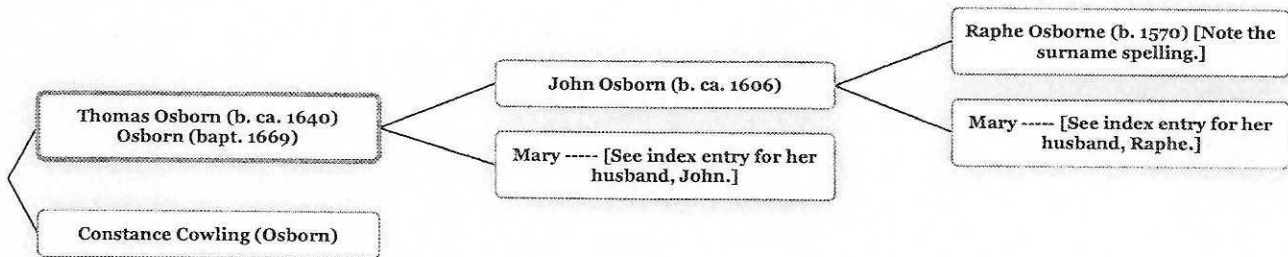 Raphe Osborne (b. 1570) [Note the
surname spelling.]
John Osborn (b. ca. 1606)
Thomas Osborn (b. ca. 1640)
Osborn (bapt. 1669)
Mary ----- [See index entry for her
husband, Raphe.]
Mary ----- [See index entry for her
husband, John.]
Constance Cowling (Osborn)